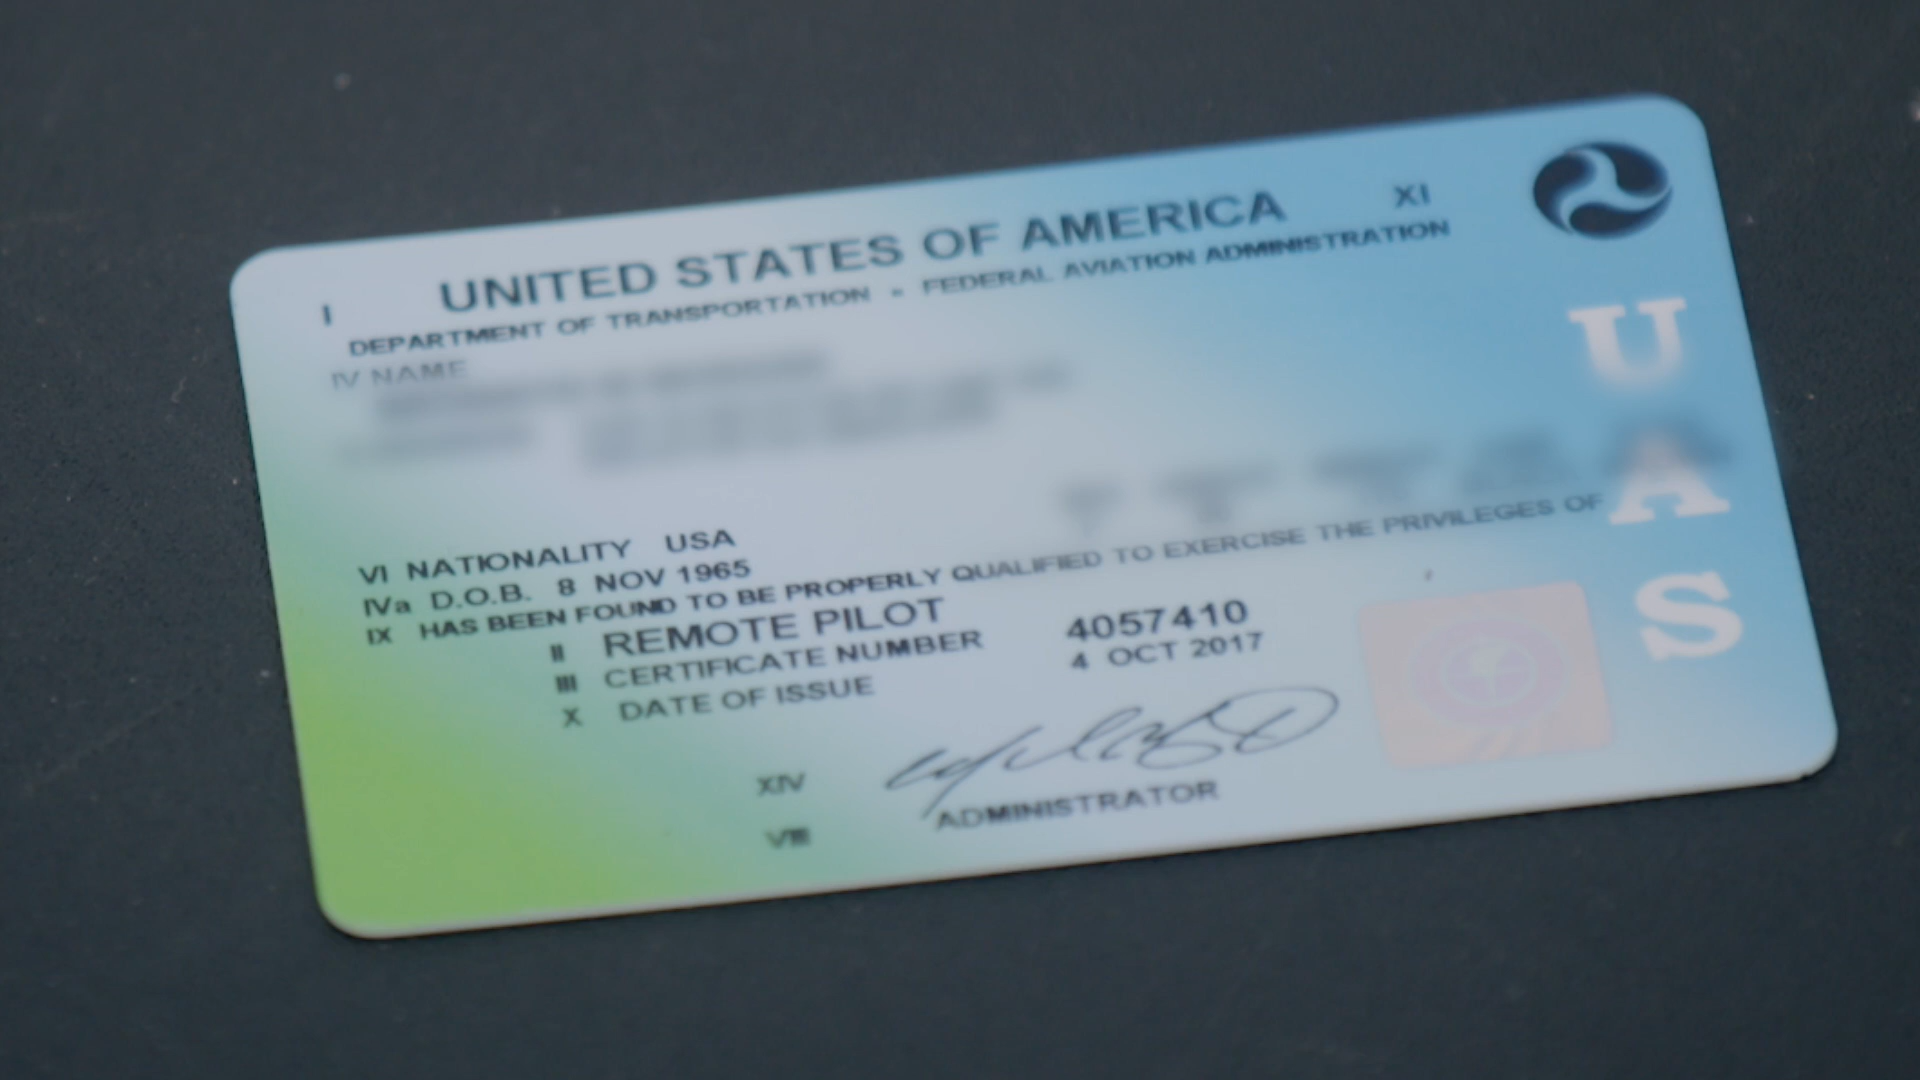 I UNITED STATES OF AMERICA XI
DEPARTMENT OF TRANSPORTATION - FEDERAL AVIATION ADMINISTRATION
IV NAME
VI NATIONALITY USA
IVa D.O.B. 8 NOV 1965
IX HAS BEEN FOUND TO BE PROPERLY QUALIFIED TO EXERCISE THE PRIVILEGES OF
II REMOTE PILOT
III CERTIFICATE NUMBER 4057410
X DATE OF ISSUE 4 OCT 2017
XIV
ADMINISTRATOR
VIII
UAS